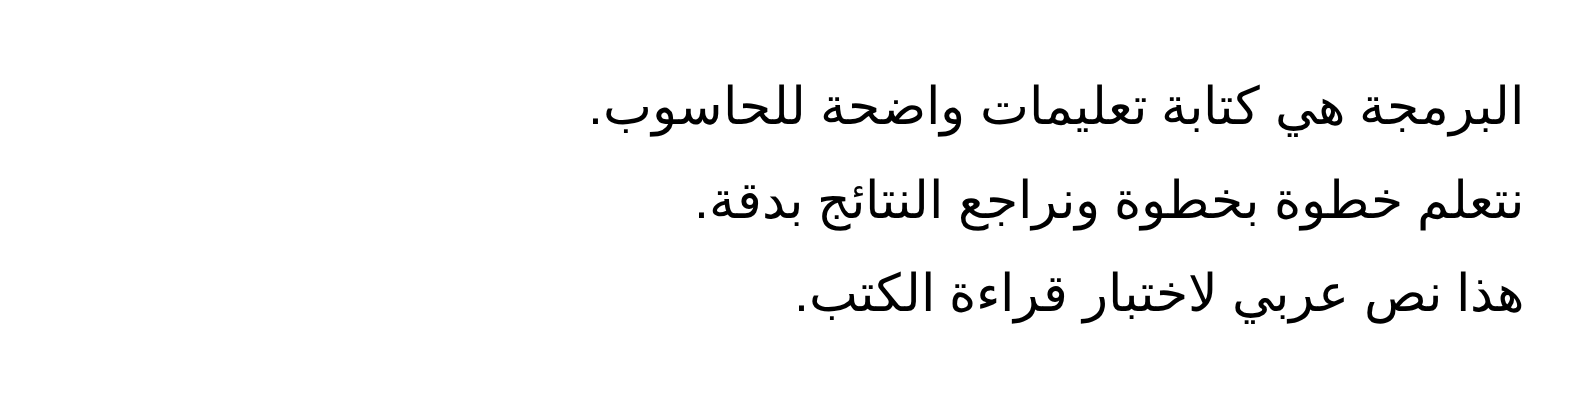 البرمجة هي كتابة تعليمات واضحة للحاسوب.
نتعلم خطوة بخطوة ونراجع النتائج بدقة.
هذا نص عربي لاختبار قراءة الكتب.